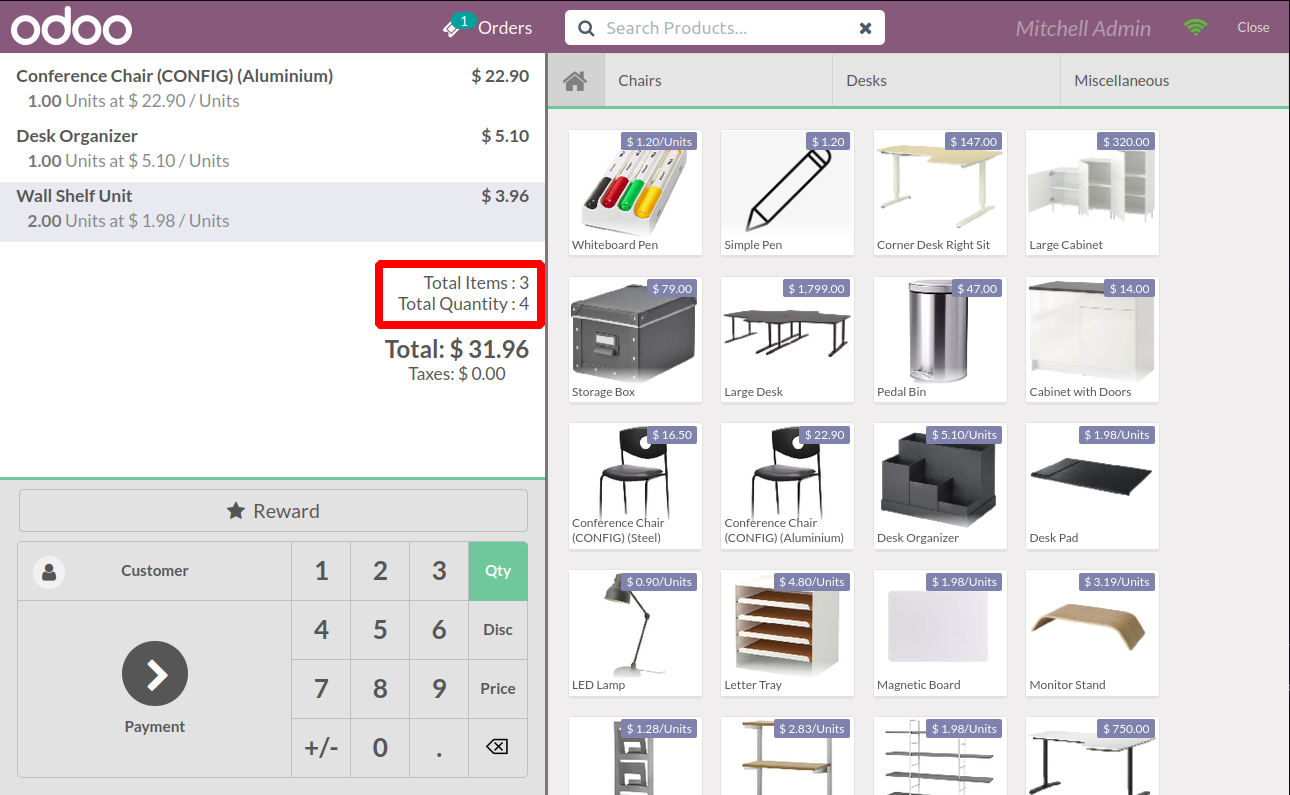 odoo
1
Orders
Search Products...
Mitchell Admin
Close
Conference Chair (CONFIG) (Aluminium) $ 22.90
1.00 Units at $ 22.90 / Units
Desk Organizer $ 5.10
1.00 Units at $ 5.10 / Units
Wall Shelf Unit $ 3.96
2.00 Units at $ 1.98 / Units
Total Items : 3
Total Quantity : 4
Total: $ 31.96
Taxes: $ 0.00
Reward
Customer
1 2 3 Qty
4 5 6 Disc
7 8 9 Price
+/- 0 .
Payment
Chairs
Desks
Miscellaneous
$ 1.20/Units
Whiteboard Pen
$ 1.20
Simple Pen
$ 147.00
Corner Desk Right Sit
$ 320.00
Large Cabinet
$ 79.00
Storage Box
$ 1,799.00
Large Desk
$ 47.00
Pedal Bin
$ 14.00
Cabinet with Doors
$ 16.50
Conference Chair
(CONFIG) (Steel)
$ 22.90
Conference Chair
(CONFIG) (Aluminium)
$ 5.10/Units
Desk Organizer
$ 1.98/Units
Desk Pad
$ 0.90/Units
LED Lamp
$ 4.80/Units
Letter Tray
$ 1.98/Units
Magnetic Board
$ 3.19/Units
Monitor Stand
$ 1.28/Units
$ 2.83/Units
$ 1.98/Units
$ 750.00